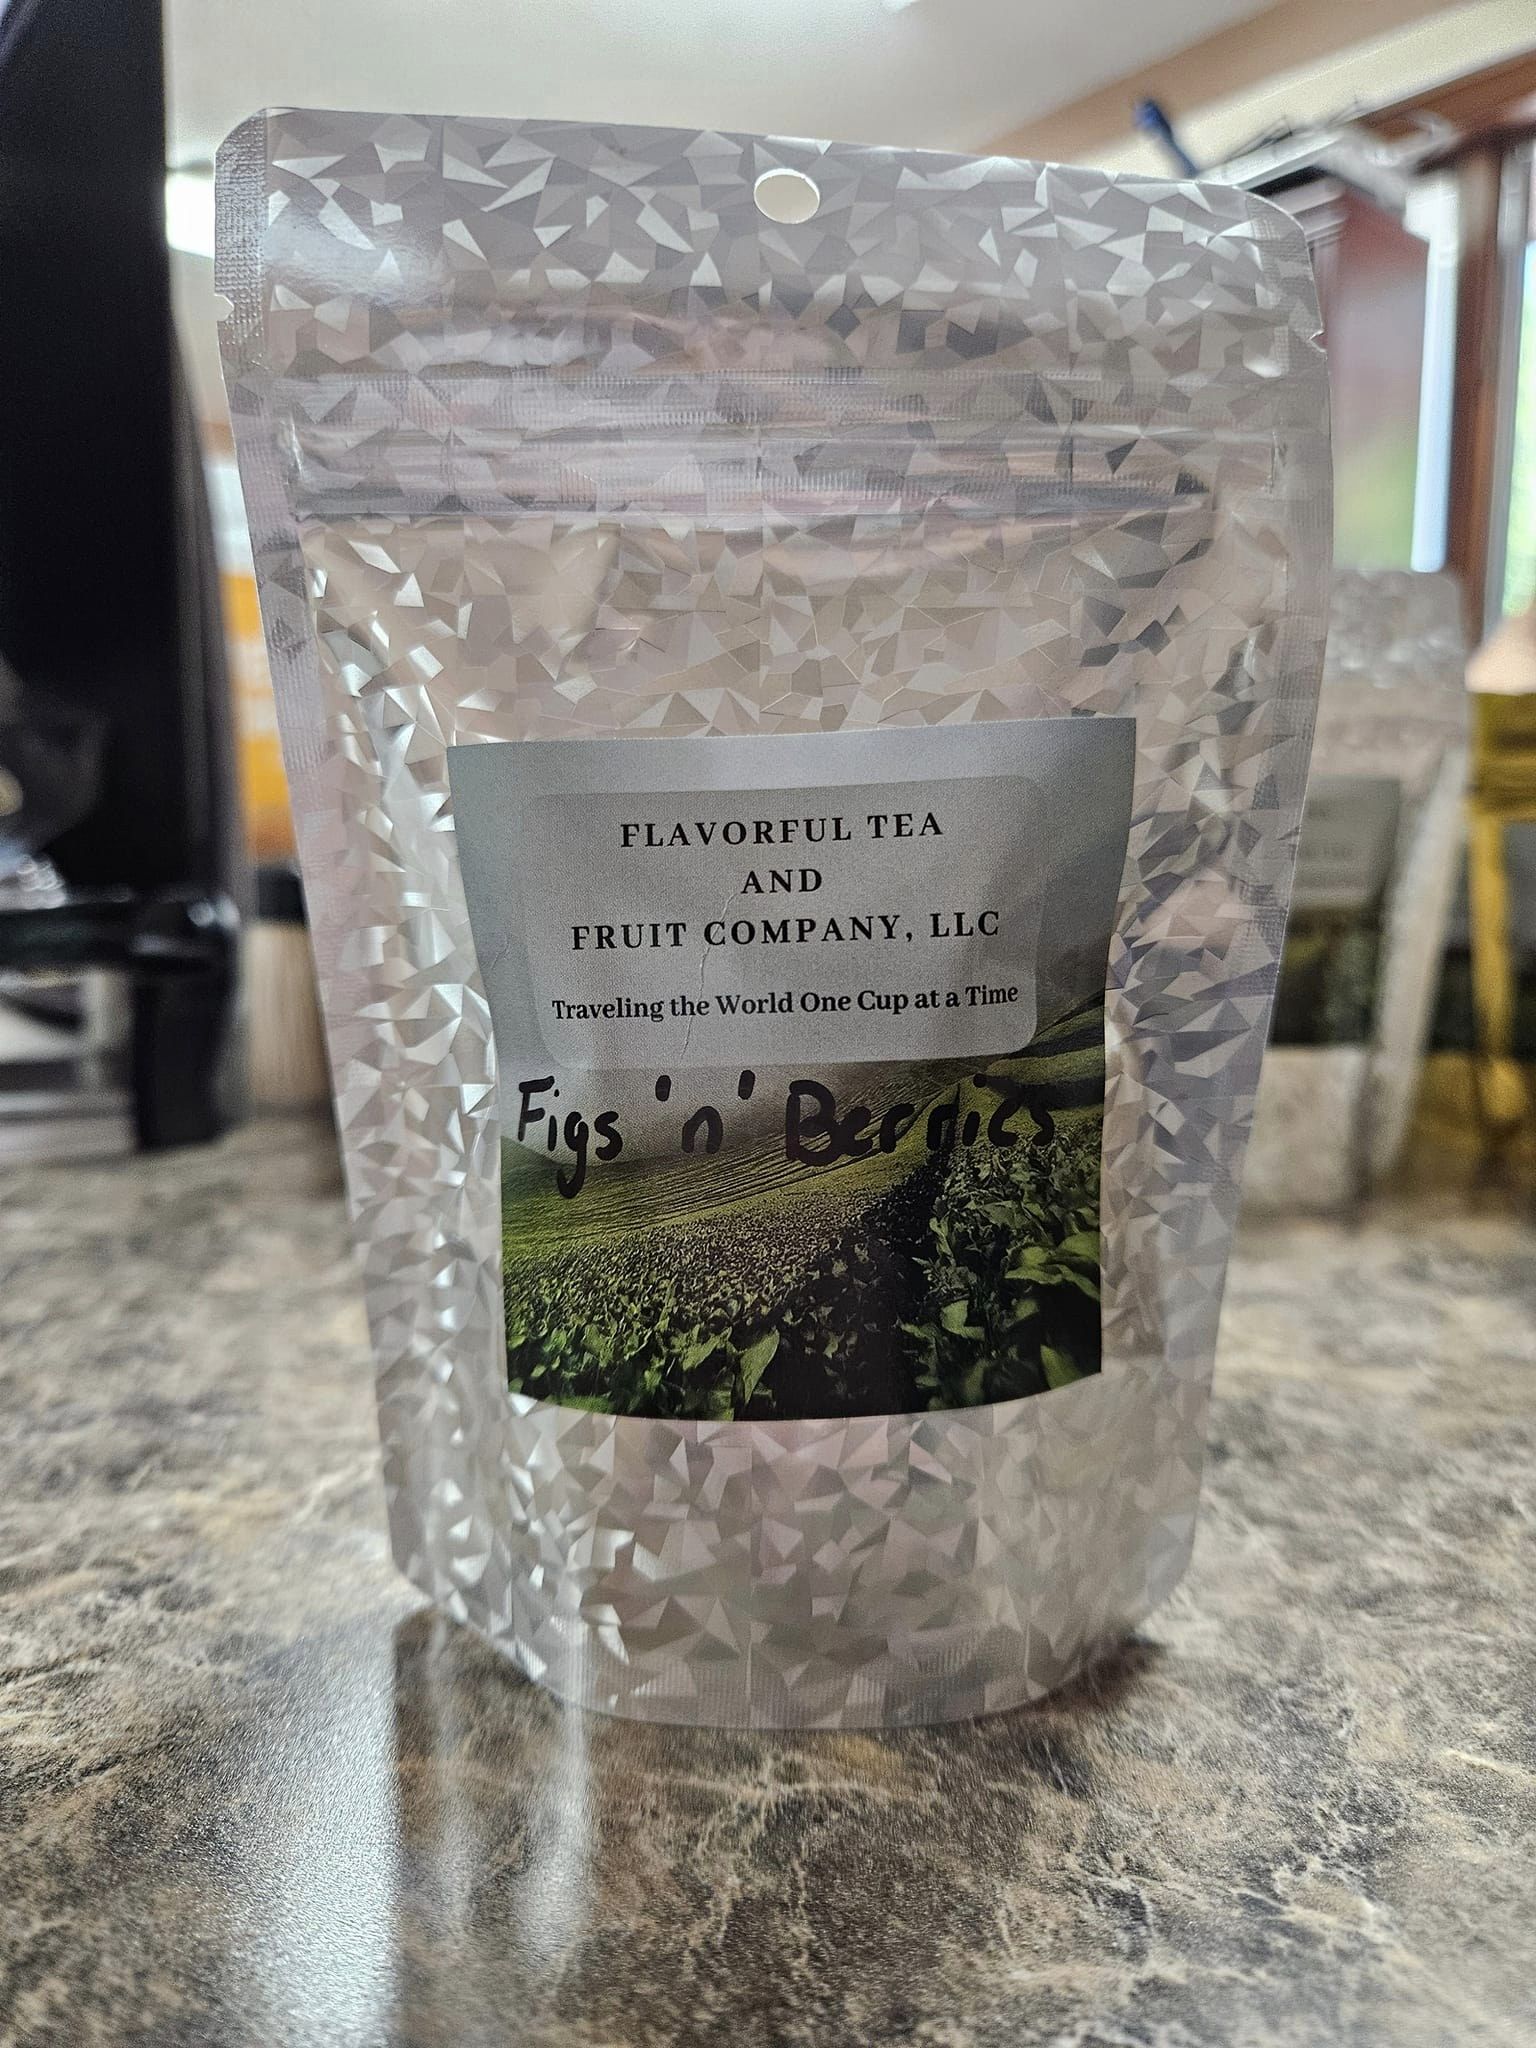 FLAVORFUL TEA
AND
FRUIT COMPANY, LLC
Traveling the World One Cup at a Time
Figs 'n' Berries